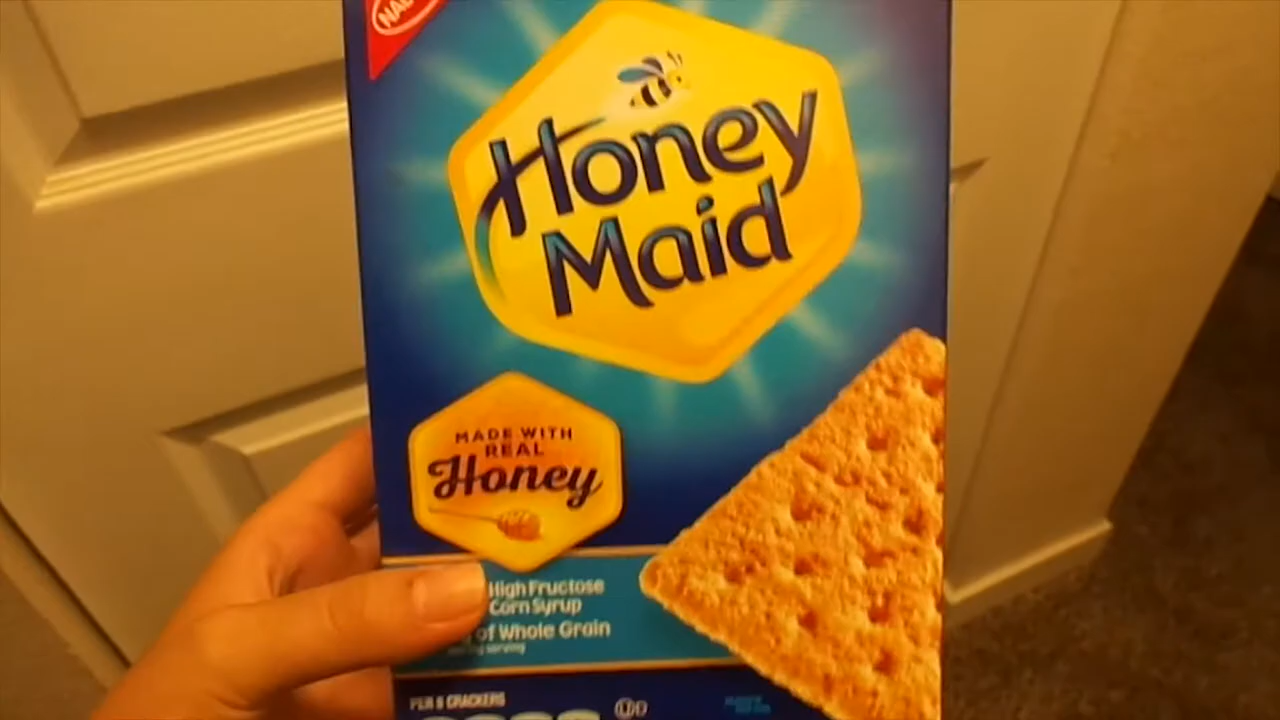 Honey
Maid
MADE WITH
REAL
Honey
High Fructose
Corn Syrup
of Whole Grain
PER 8 CRACKERS